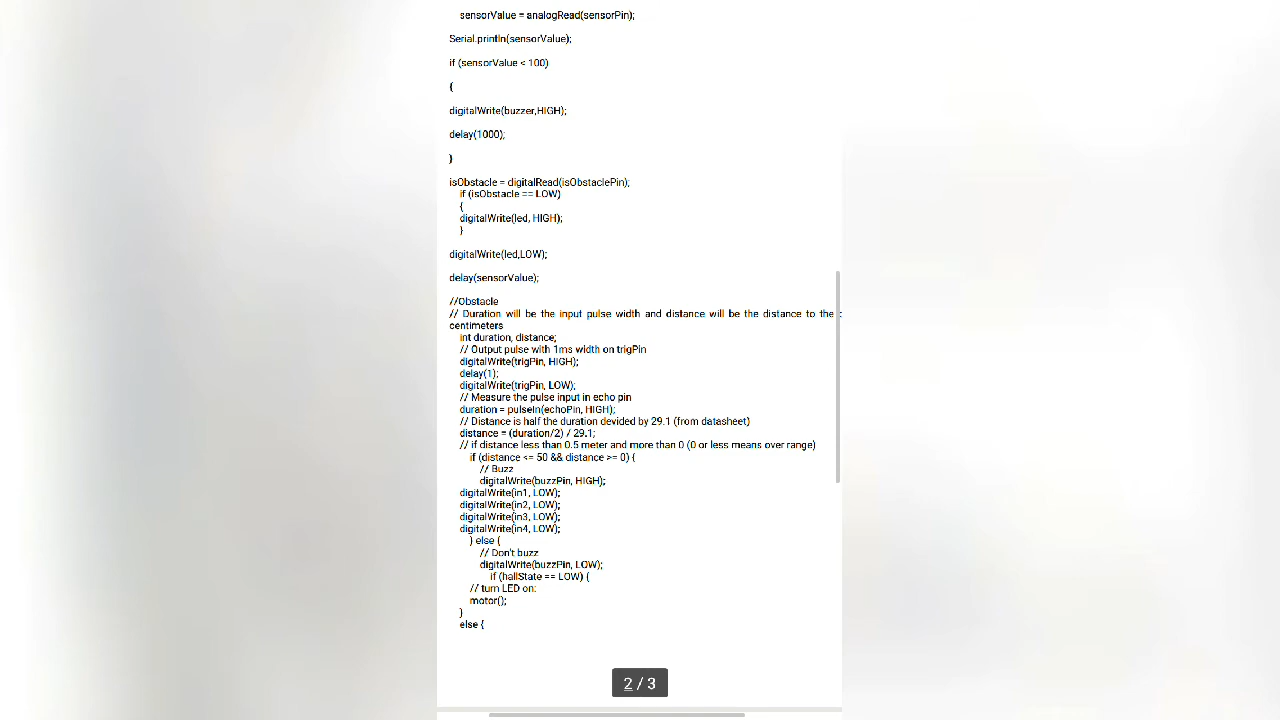 sensorValue = analogRead(sensorPin);
Serial.println(sensorValue);
if (sensorValue < 100)
{
digitalWrite(buzzer,HIGH);
delay(1000);
}
isObstacle = digitalRead(isObstaclePin);
if (isObstacle == LOW)
{
digitalWrite(led, HIGH);
}
digitalWrite(led,LOW);
delay(sensorValue);
//Obstacle
// Duration will be the input pulse width and distance will be the distance to the
centimeters
int duration, distance;
// Output pulse with 1ms width on trigPin
digitalWrite(trigPin, HIGH);
delay(1);
digitalWrite(trigPin, LOW);
// Measure the pulse input in echo pin
duration = pulseIn(echoPin, HIGH);
// Distance is half the duration devided by 29.1 (from datasheet)
distance = (duration/2) / 29.1;
// if distance less than 0.5 meter and more than 0 (0 or less means over range)
if (distance <= 50 && distance >= 0) {
// Buzz
digitalWrite(buzzPin, HIGH);
digitalWrite(in1, LOW);
digitalWrite(in2, LOW);
digitalWrite(in3, LOW);
digitalWrite(in4, LOW);
} else {
// Don't buzz
digitalWrite(buzzPin, LOW);
if (hallState == LOW) {
// turn LED on:
motor();
}
else {
2 / 3